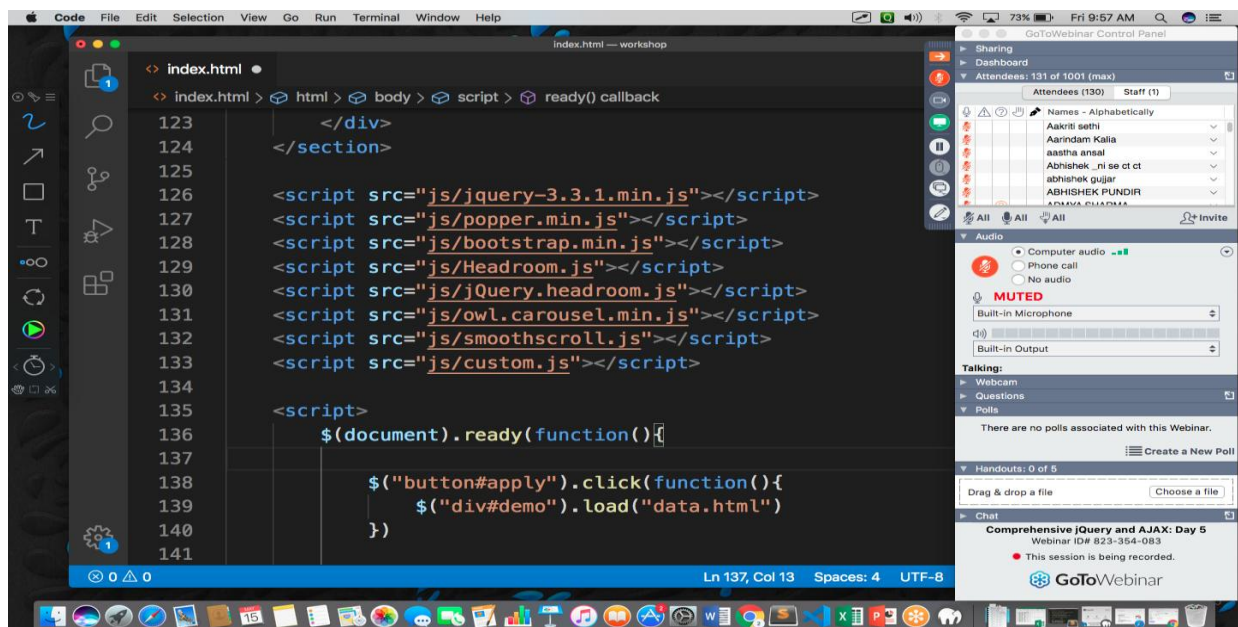 Code File Edit Selection View Go Run Terminal Window Help
73% Fri 9:57 AM
index.html — workshop
<> index.html ●
<> index.html > html > body > script > ready() callback
123 </div>
124 </section>
125
126 <script src="js/jquery-3.3.1.min.js"></script>
127 <script src="js/popper.min.js"></script>
128 <script src="js/bootstrap.min.js"></script>
129 <script src="js/Headroom.js"></script>
130 <script src="js/jQuery.headroom.js"></script>
131 <script src="js/owl.carousel.min.js"></script>
132 <script src="js/smoothscroll.js"></script>
133 <script src="js/custom.js"></script>
134
135 <script>
136 $(document).ready(function(){
137
138 $("button#apply").click(function(){
139 $("div#demo").load("data.html")
140 })
141
1
1
0 0
Ln 137, Col 13 Spaces: 4 UTF-8
T
GoToWebinar Control Panel
Sharing
Dashboard
Attendees: 131 of 1001 (max)
Attendees (130) Staff (1)
Names - Alphabetically
Aakriti sethi
Aarindam Kalia
aastha ansal
Abhishek _ni se ct ct
abhishek gujjar
ABHISHEK PUNDIR
All All All Invite
Audio
Computer audio
Phone call
No audio
MUTED
Built-in Microphone
Built-in Output
Talking:
Webcam
Questions
Polls
There are no polls associated with this Webinar.
Create a New Poll
Handouts: 0 of 5
Drag & drop a file Choose a file
Chat
Comprehensive jQuery and AJAX: Day 5
Webinar ID# 823-354-083
This session is being recorded.
GoToWebinar
15